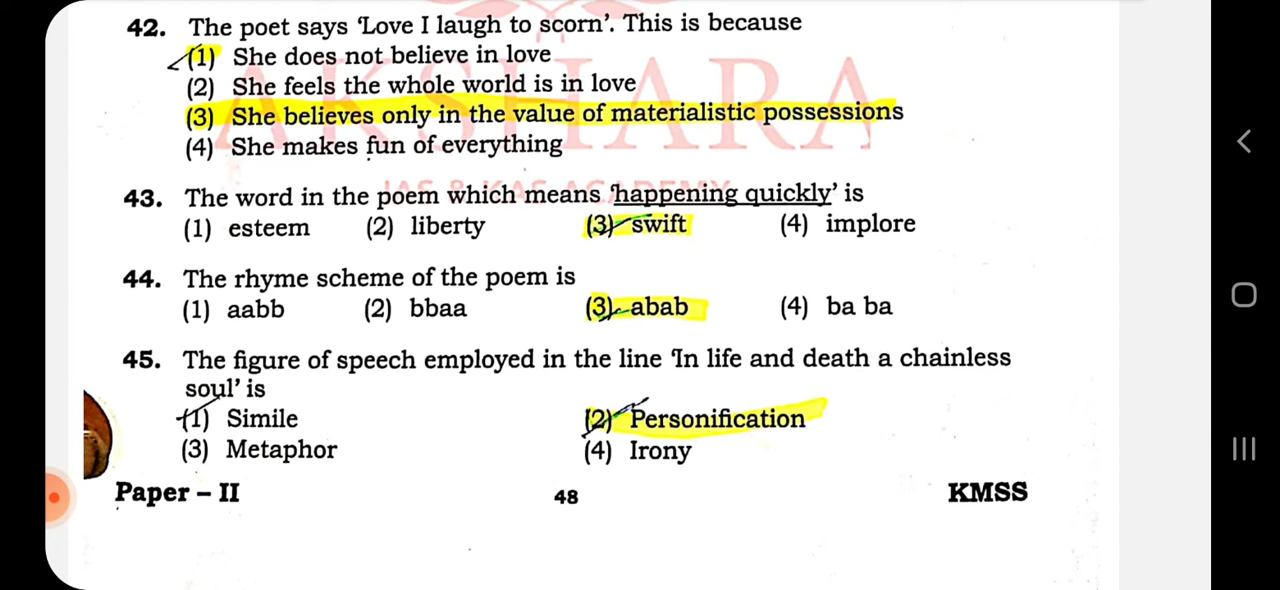 42. The poet says 'Love I laugh to scorn'. This is because
(1) She does not believe in love
(2) She feels the whole world is in love
(3) She believes only in the value of materialistic possessions
(4) She makes fun of everything
AKSHARA
IAS & KAS ACADEMY
43. The word in the poem which means 'happening quickly' is
(1) esteem (2) liberty (3) swift (4) implore
44. The rhyme scheme of the poem is
(1) aabb (2) bbaa (3) abab (4) ba ba
45. The figure of speech employed in the line 'In life and death a chainless
soul' is
(1) Simile (2) Personification
(3) Metaphor (4) Irony
Paper – II 48 KMSS